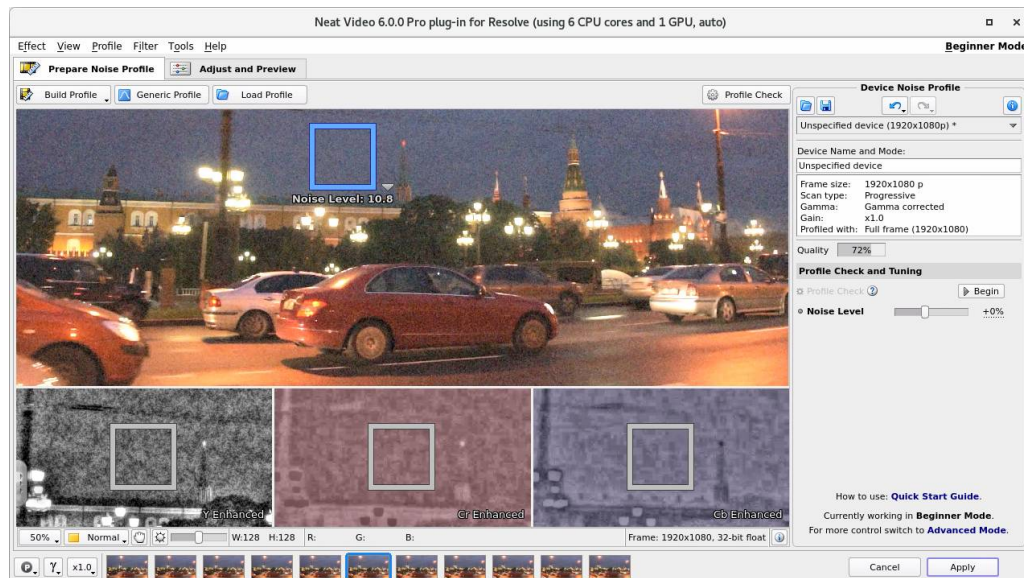 Neat Video 6.0.0 Pro plug-in for Resolve (using 6 CPU cores and 1 GPU, auto)
Effect View Profile Filter Tools Help Beginner Mode
Prepare Noise Profile Adjust and Preview
Build Profile Generic Profile Load Profile Profile Check
Device Noise Profile
Unspecified device (1920x1080p) *
Device Name and Mode:
Unspecified device
Frame size: 1920x1080 p
Scan type: Progressive
Gamma: Gamma corrected
Gain: x1.0
Profiled with: Full frame (1920x1080)
Quality 72%
Profile Check and Tuning
Profile Check Begin
Noise Level +0%
Noise Level: 10.8
Y Enhanced Cr Enhanced Cb Enhanced
How to use: Quick Start Guide.
Currently working in Beginner Mode.
For more control switch to Advanced Mode.
50% Normal W:128 H:128 R: G: B: Frame: 1920x1080, 32-bit float
P γ x1.0 Cancel Apply